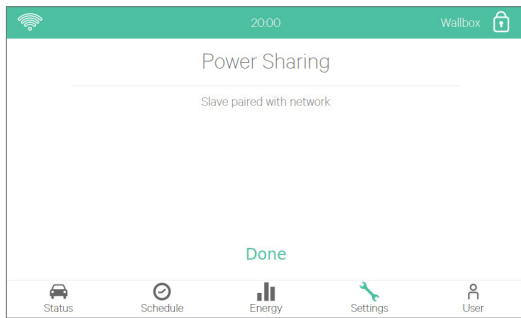 20:00
Wallbox
Power Sharing
Slave paired with network
Done
Status
Schedule
Energy
Settings
User